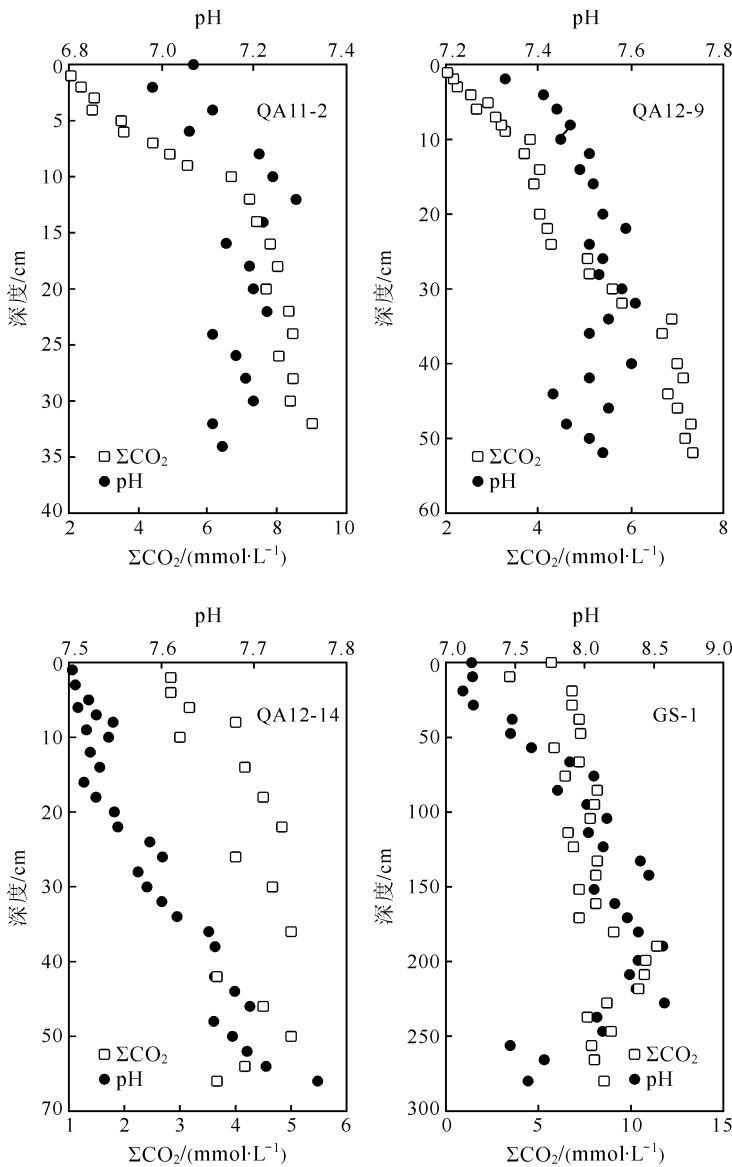 pH
6.8 7.0 7.2 7.4
0
5
10
15
20
25
30
35
40
深度/cm
QA11-2
ΣCO₂
pH
2 4 6 8 10
ΣCO₂/(mmol·L⁻¹)
pH
7.2 7.4 7.6 7.8
0
10
20
30
40
50
60
深度/cm
QA12-9
ΣCO₂
pH
2 4 6 8
ΣCO₂/(mmol·L⁻¹)
pH
7.5 7.6 7.7 7.8
0
10
20
30
40
50
60
70
深度/cm
QA12-14
ΣCO₂
pH
1 2 3 4 5 6
ΣCO₂/(mmol·L⁻¹)
pH
7.0 7.5 8.0 8.5 9.0
0
50
100
150
200
250
300
深度/cm
GS-1
ΣCO₂
pH
0 5 10 15
ΣCO₂/(mmol·L⁻¹)